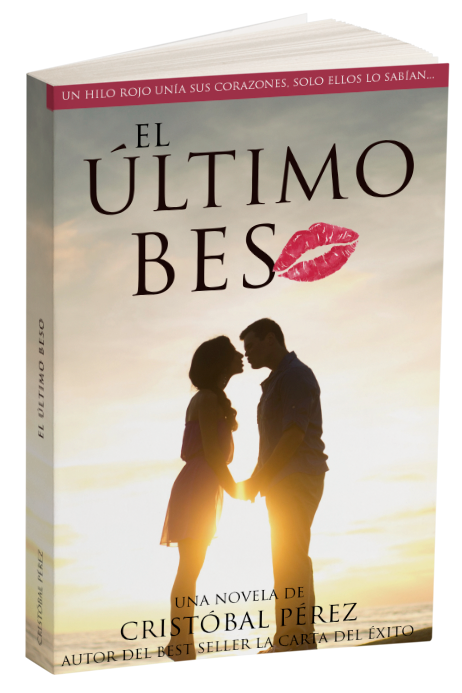 UN HILO ROJO UNÍA SUS CORAZONES, SOLO ELLOS LO SABÍAN...
EL
ÚLTIMO
BESO
UNA NOVELA DE
CRISTÓBAL PÉREZ
AUTOR DEL BEST SELLER LA CARTA DEL ÉXITO
EL ÚLTIMO BESO
CRISTÓBAL PÉREZ